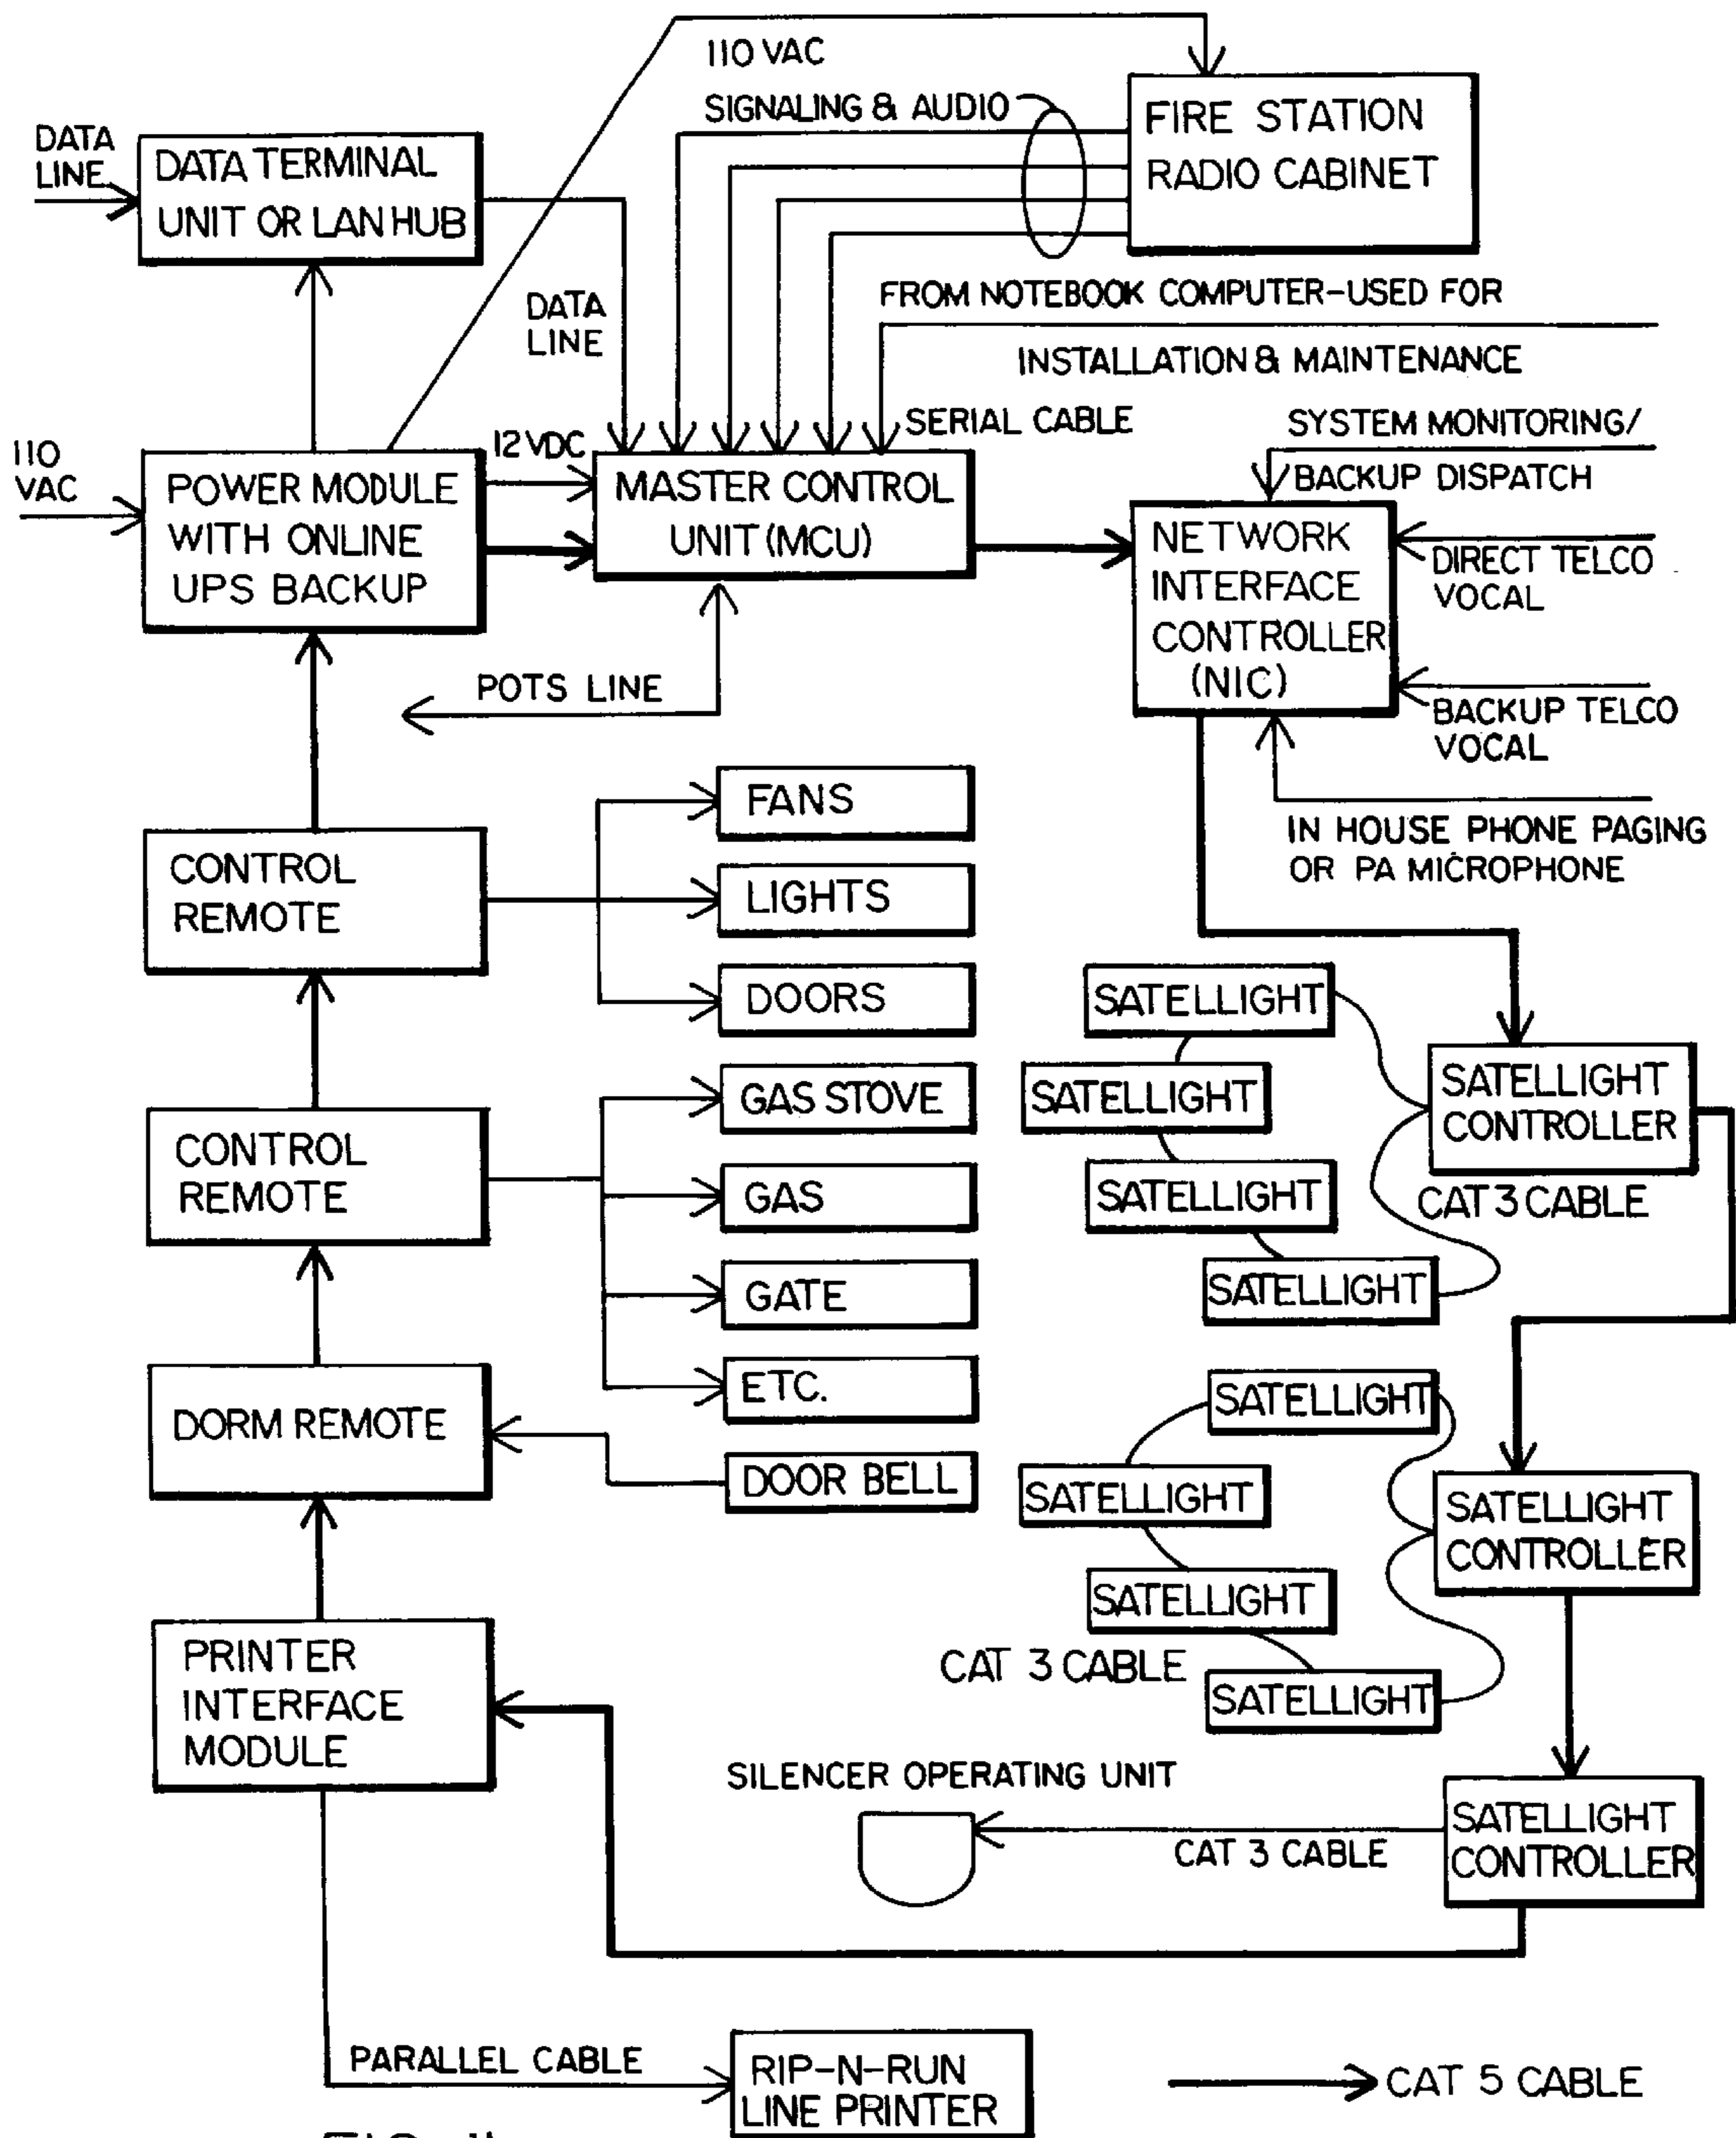 110 VAC
SIGNALING & AUDIO
FIRE STATION
RADIO CABINET
DATA
LINE
DATA TERMINAL
UNIT OR LAN HUB
DATA
LINE
FROM NOTEBOOK COMPUTER-USED FOR
INSTALLATION & MAINTENANCE
SERIAL CABLE
SYSTEM MONITORING/
BACKUP DISPATCH
110
VAC
POWER MODULE
WITH ONLINE
UPS BACKUP
12 VDC
MASTER CONTROL
UNIT (MCU)
NETWORK
INTERFACE
CONTROLLER
(NIC)
DIRECT TELCO
VOCAL
BACKUP TELCO
VOCAL
POTS LINE
IN HOUSE PHONE PAGING
OR PA MICROPHONE
CONTROL
REMOTE
FANS
LIGHTS
DOORS
CONTROL
REMOTE
GAS STOVE
GAS
GATE
ETC.
DORM REMOTE
DOOR BELL
SATELLIGHT
SATELLIGHT
SATELLIGHT
SATELLIGHT
SATELLIGHT
CONTROLLER
CAT 3 CABLE
SATELLIGHT
SATELLIGHT
SATELLIGHT
SATELLIGHT
SATELLIGHT
CONTROLLER
CAT 3 CABLE
PRINTER
INTERFACE
MODULE
SILENCER OPERATING UNIT
CAT 3 CABLE
SATELLIGHT
CONTROLLER
PARALLEL CABLE
RIP-N-RUN
LINE PRINTER
CAT 5 CABLE